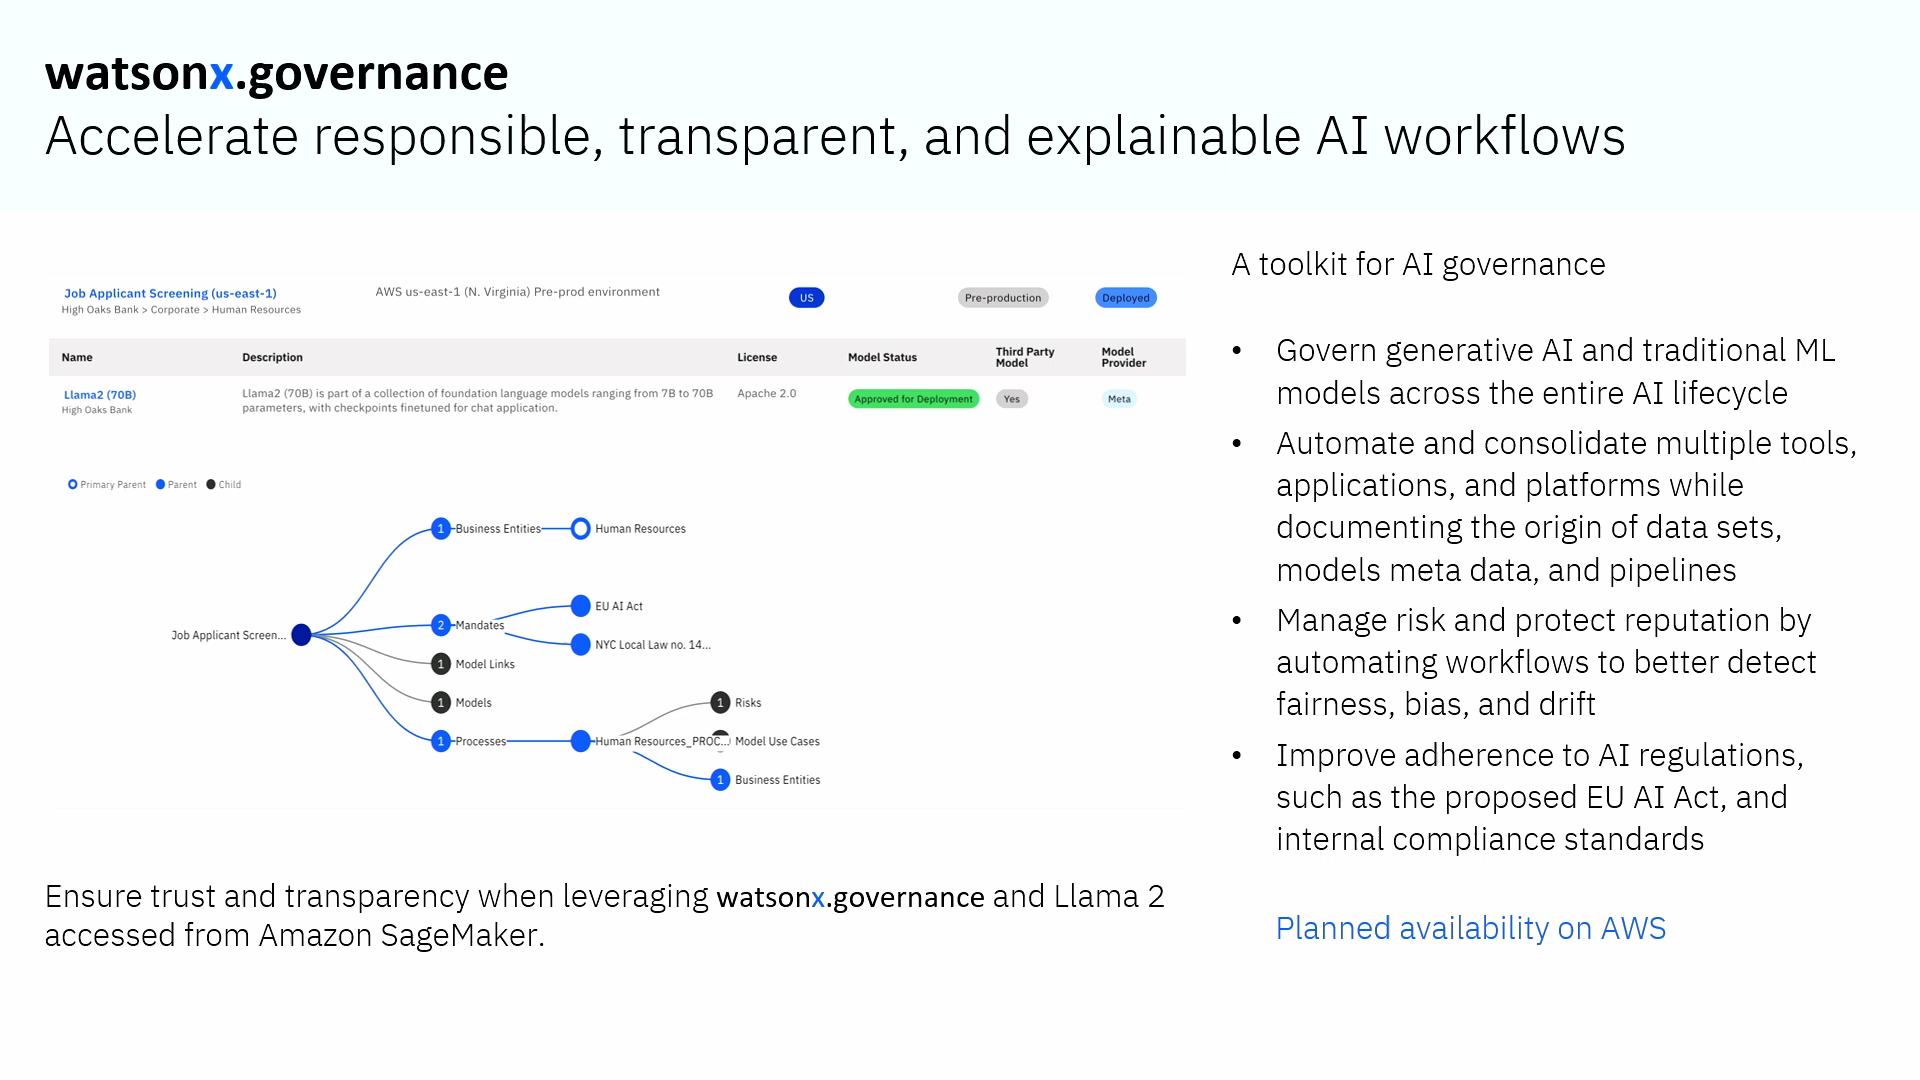 watsonx.governance
Accelerate responsible, transparent, and explainable AI workflows
Job Applicant Screening (us-east-1)
High Oaks Bank > Corporate > Human Resources
AWS us-east-1 (N. Virginia) Pre-prod environment
US
Pre-production
Deployed
Name
Description
License
Model Status
Third Party
Model
Model
Provider
Llama2 (70B)
High Oaks Bank
Llama2 (70B) is part of a collection of foundation language models ranging from 7B to 70B
parameters, with checkpoints finetuned for chat application.
Apache 2.0
Approved for Deployment
Yes
Meta
Primary Parent
Parent
Child
Job Applicant Screen...
1 Business Entities
Human Resources
2 Mandates
EU AI Act
NYC Local Law no. 14...
1 Model Links
1 Models
1 Processes
Human Resources_PROC...
1 Risks
Model Use Cases
1 Business Entities
Ensure trust and transparency when leveraging watsonx.governance and Llama 2
accessed from Amazon SageMaker.
A toolkit for AI governance
• Govern generative AI and traditional ML
models across the entire AI lifecycle
• Automate and consolidate multiple tools,
applications, and platforms while
documenting the origin of data sets,
models meta data, and pipelines
• Manage risk and protect reputation by
automating workflows to better detect
fairness, bias, and drift
• Improve adherence to AI regulations,
such as the proposed EU AI Act, and
internal compliance standards
Planned availability on AWS